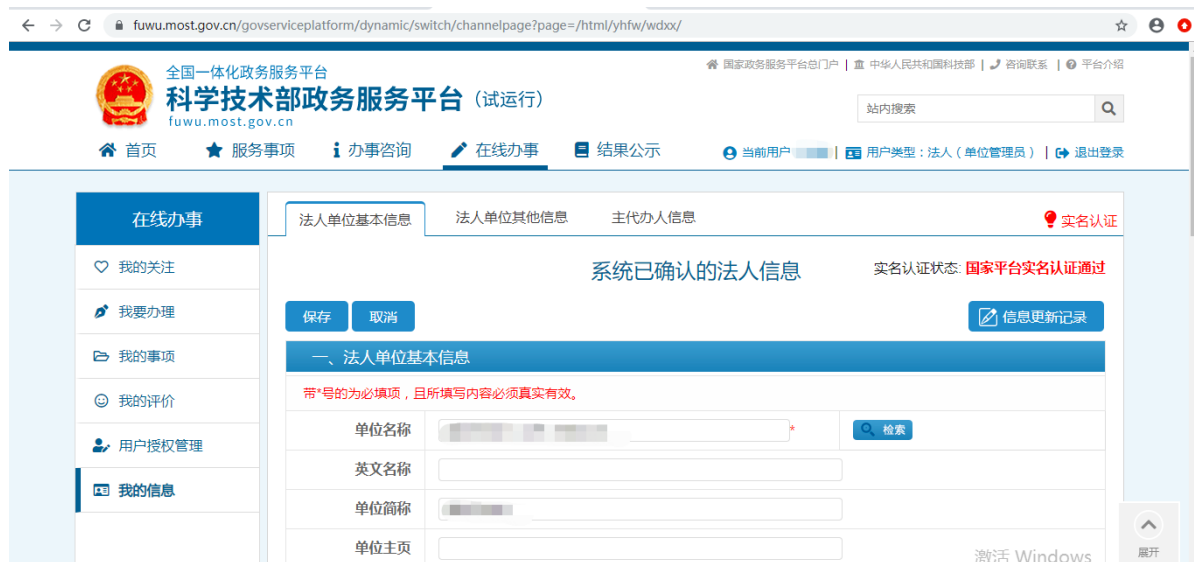 fuwu.most.gov.cn/govserviceplatform/dynamic/switch/channelpage?page=/html/yhfw/wdxx/
国家政务服务平台总门户 | 中华人民共和国科技部 | 咨询联系 | 平台介绍
全国一体化政务服务平台
科学技术部政务服务平台(试运行)
fuwu.most.gov.cn
站内搜索
首页 服务事项 办事咨询 在线办事 结果公示
当前用户 | 用户类型:法人(单位管理员) | 退出登录
在线办事
我的关注
我要办理
我的事项
我的评价
用户授权管理
我的信息
法人单位基本信息 法人单位其他信息 主代办人信息
实名认证
系统已确认的法人信息
实名认证状态: 国家平台实名认证通过
保存 取消
信息更新记录
一、法人单位基本信息
带*号的为必填项,且所填写内容必须真实有效。
单位名称 * 检索
英文名称
单位简称
单位主页
激活 Windows
展开